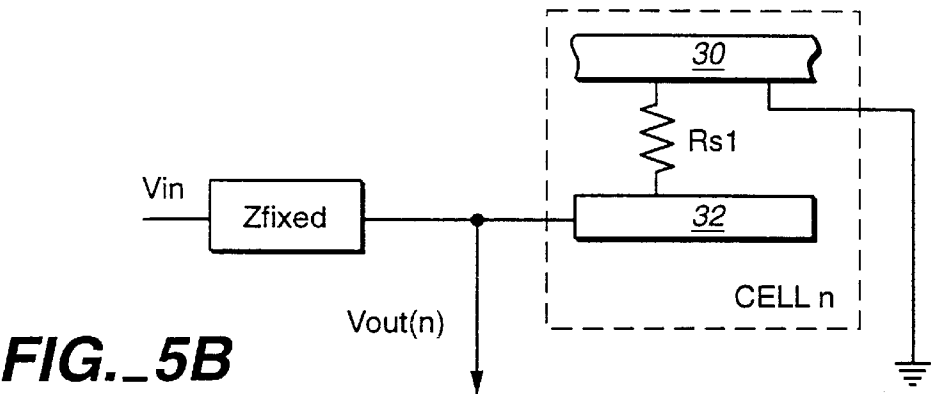 30
Rs1
Vin
Zfixed
32
CELL n
Vout(n)
FIG._5B